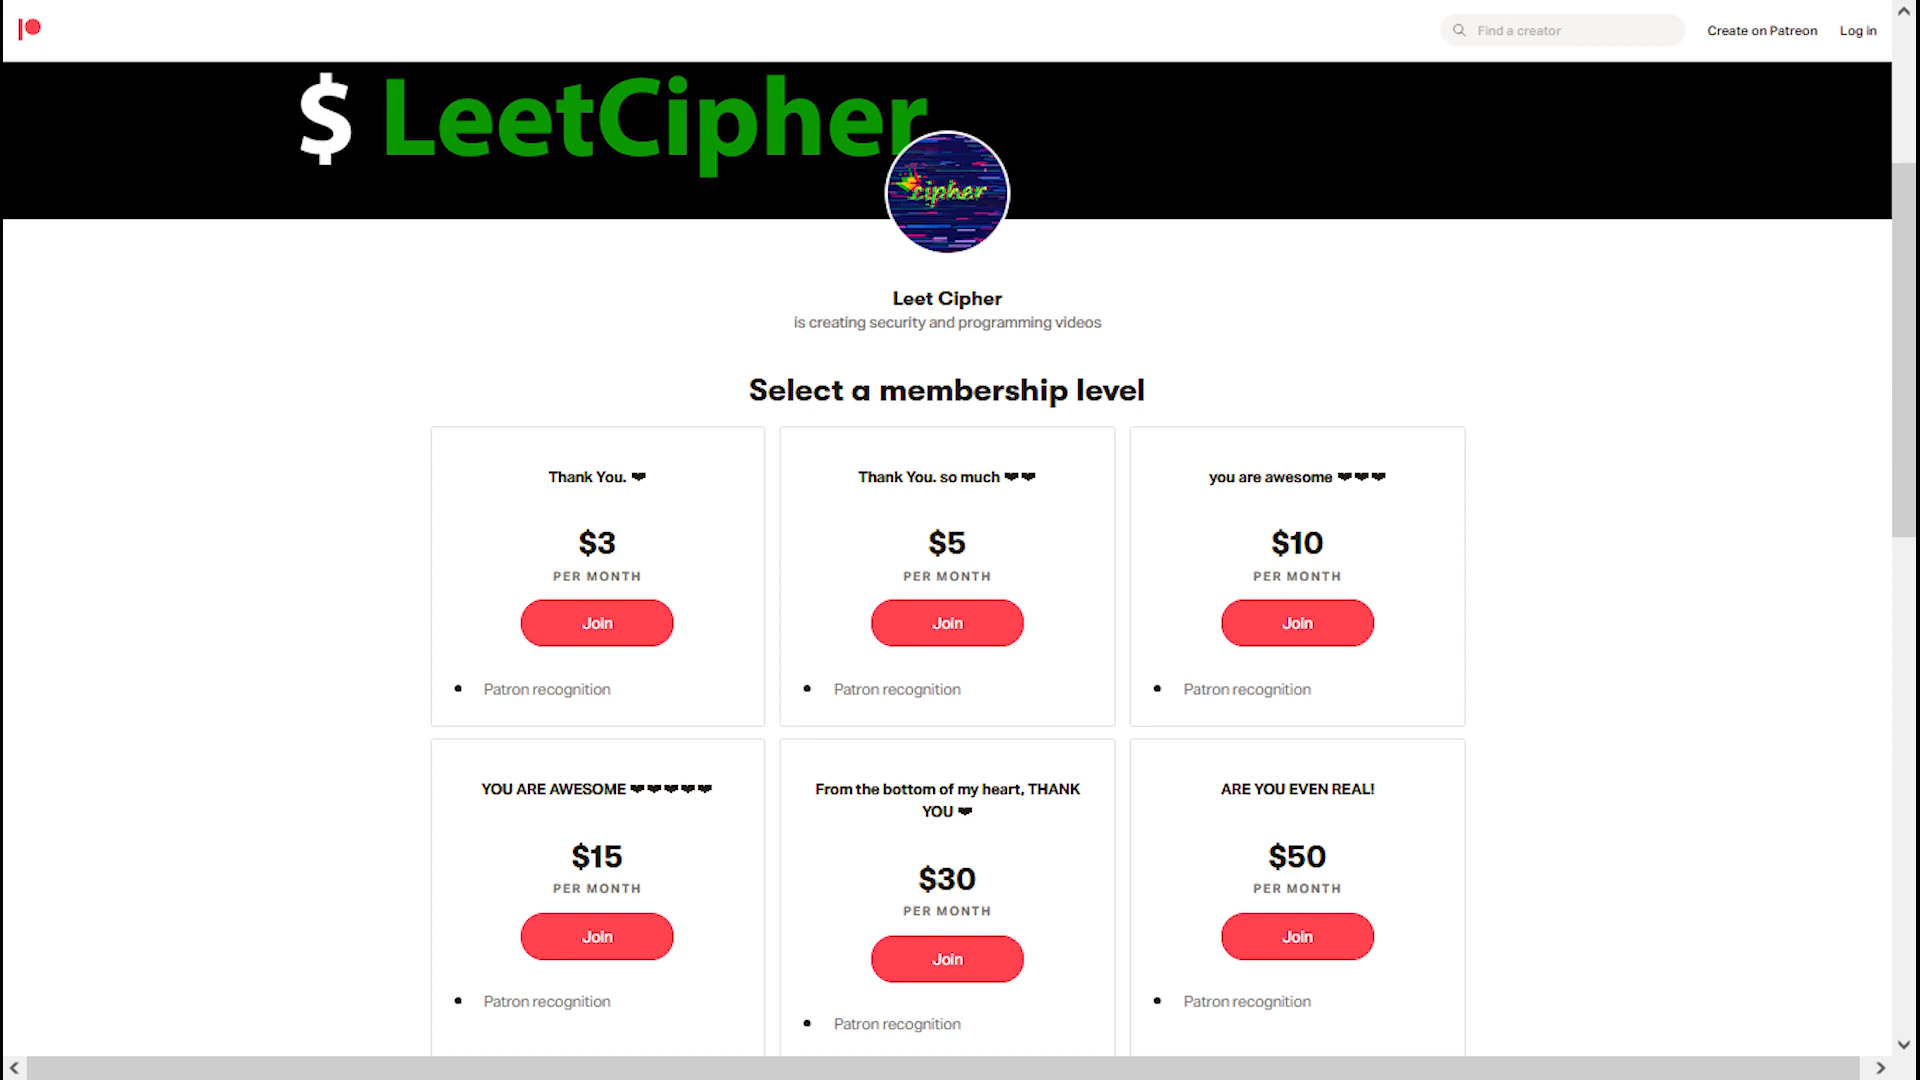 Find a creator
Create on Patreon
Log in
$ LeetCipher
cipher
Leet Cipher
is creating security and programming videos
Select a membership level
Thank You. ❤
Thank You. so much ❤❤
you are awesome ❤❤❤
$3
$5
$10
PER MONTH
PER MONTH
PER MONTH
Join
Join
Join
• Patron recognition
• Patron recognition
• Patron recognition
YOU ARE AWESOME ❤❤❤❤❤
From the bottom of my heart, THANK
YOU ❤
ARE YOU EVEN REAL!
$15
$30
$50
PER MONTH
PER MONTH
PER MONTH
Join
Join
Join
• Patron recognition
• Patron recognition
• Patron recognition